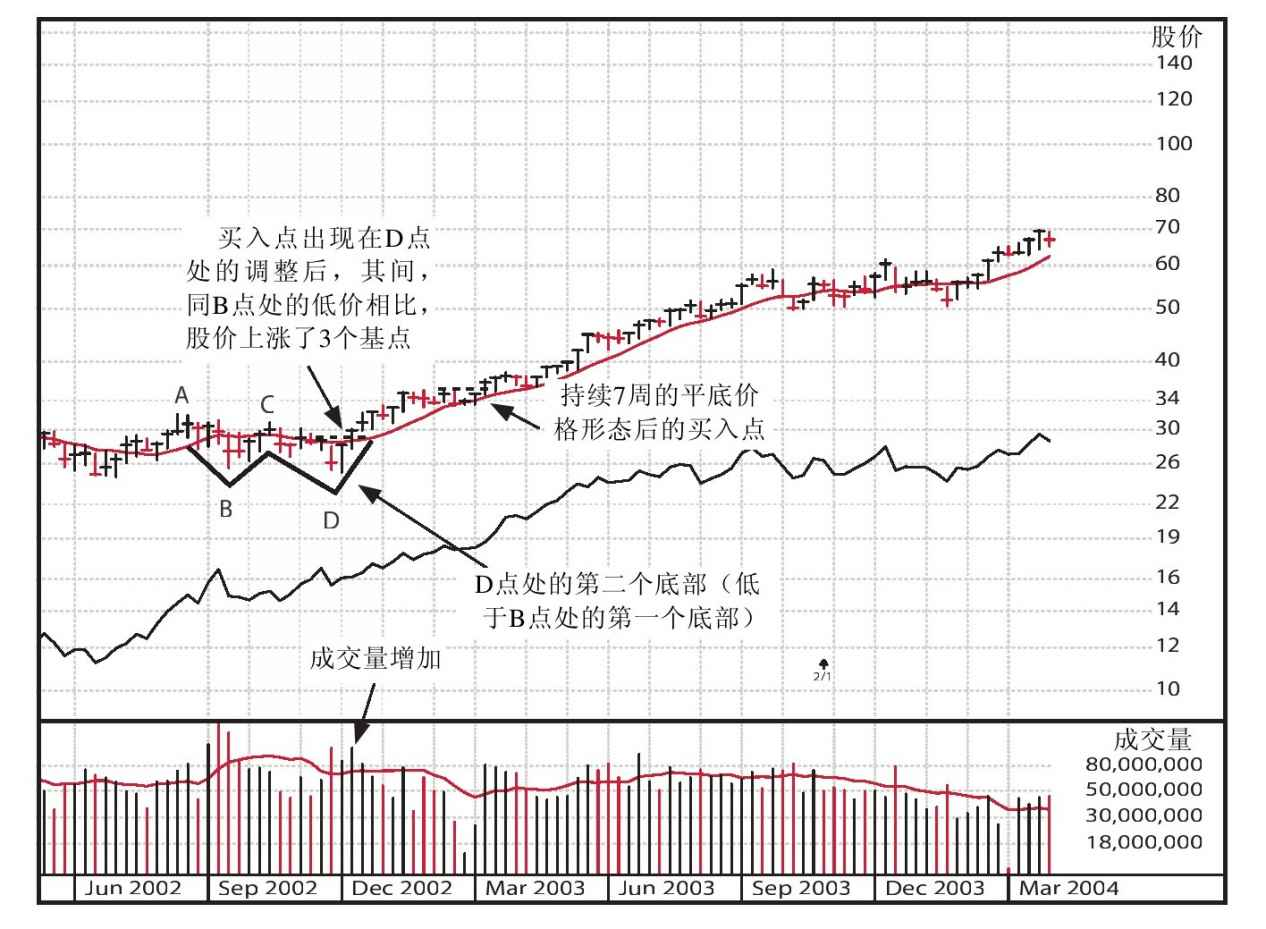 股价
140
120
100
80
70
60
50
40
34
30
26
22
19
16
14
12
10
买入点出现在D点
处的调整后，其间，
同B点处的低价相比，
股价上涨了3个基点
A
C
B
D
持续7周的平底价
格形态后的买入点
D点处的第二个底部（低
于B点处的第一个底部）
成交量增加
2/1
成交量
80,000,000
50,000,000
30,000,000
18,000,000
Jun 2002
Sep 2002
Dec 2002
Mar 2003
Jun 2003
Sep 2003
Dec 2003
Mar 2004